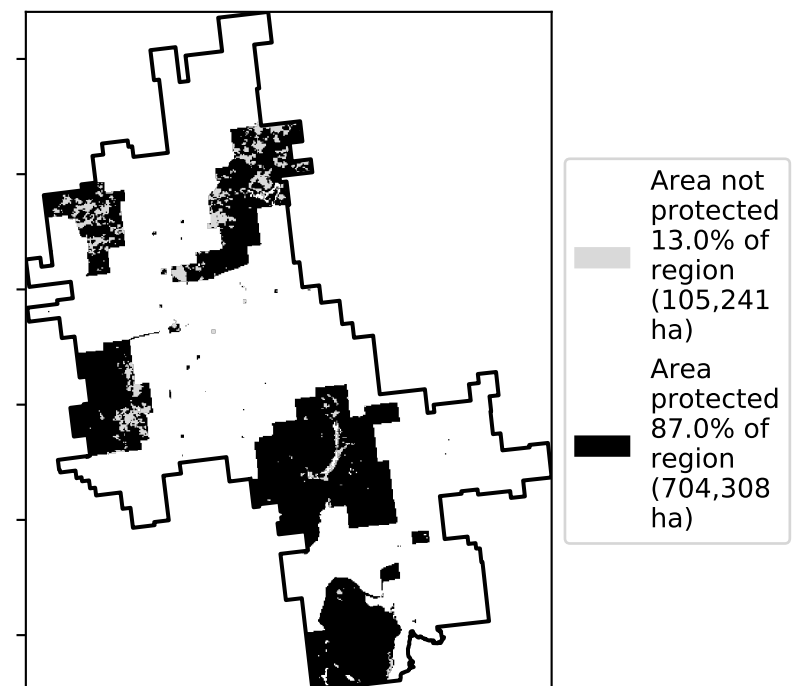 Area not
protected
13.0% of
region
(105,241
ha)
Area
protected
87.0% of
region
(704,308
ha)